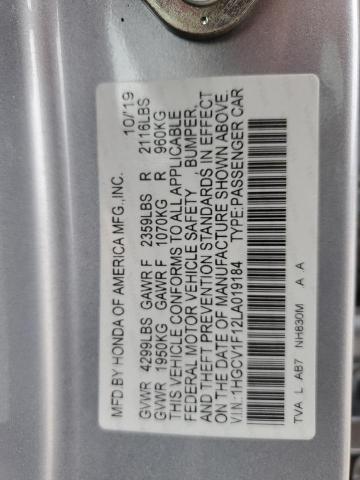 MFD BY HONDA OF AMERICA MFG.,INC. 10/19
GVWR 4299LBS GAWR F 2359LBS R 2116LBS
GVWR 1950KG GAWR F 1070KG R 960KG
THIS VEHICLE CONFORMS TO ALL APPLICABLE
FEDERAL MOTOR VEHICLE SAFETY, BUMPER,
AND THEFT PREVENTION STANDARDS IN EFFECT
ON THE DATE OF MANUFACTURE SHOWN ABOVE.
V.I.N.:1HGCV1F12LA019184 TYPE:PASSENGER CAR
TVA L AB7 NH830M A A